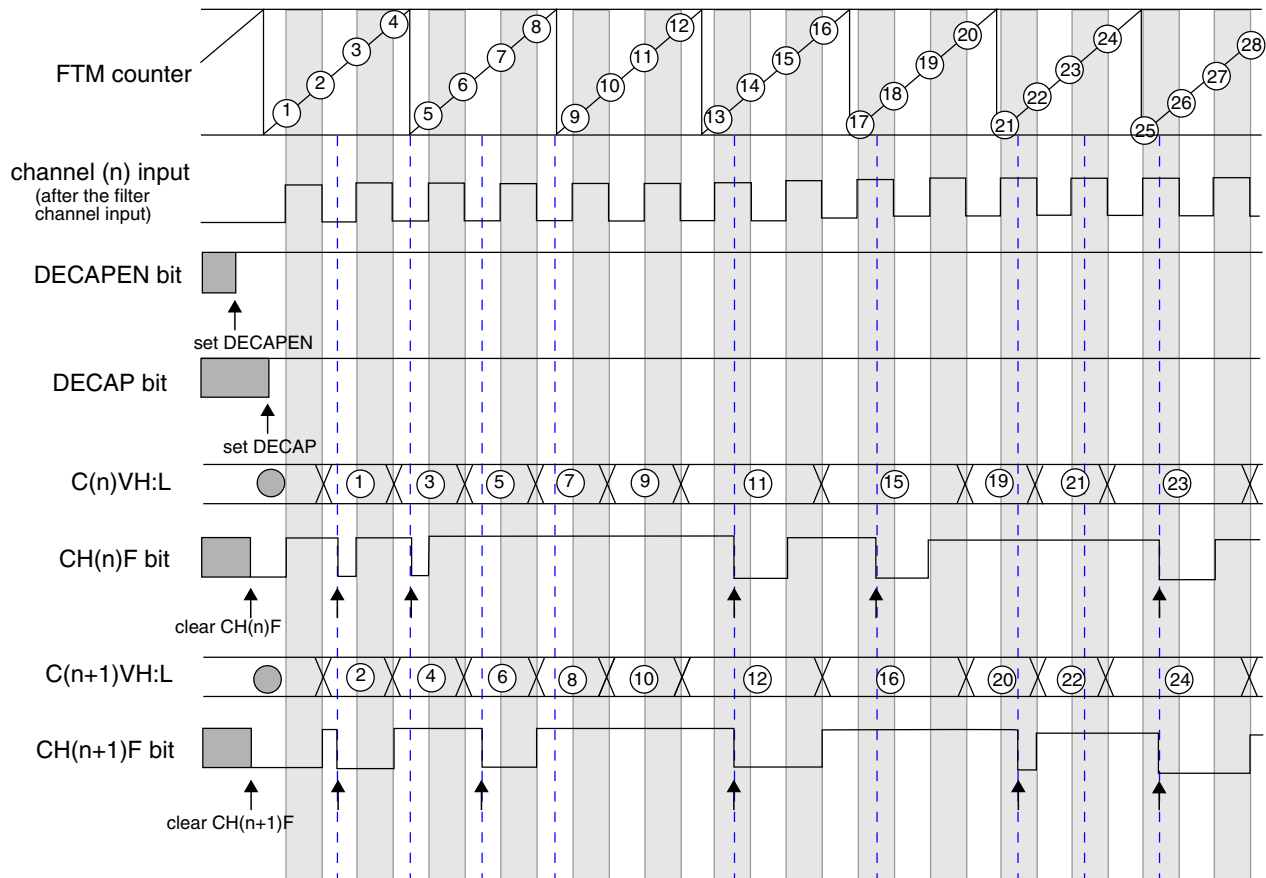 4 8 12 16 20 24 28
3 7 11 15 19 23 27
FTM counter 2 6 10 14 18 22 26
1 5 9 13 17 21 25
channel (n) input
(after the filter
channel input)
DECAPEN bit
set DECAPEN
DECAP bit
set DECAP
C(n)VH:L 1 3 5 7 9 11 15 19 21 23
CH(n)F bit
clear CH(n)F
C(n+1)VH:L 2 4 6 8 10 12 16 20 22 24
CH(n+1)F bit
clear CH(n+1)F